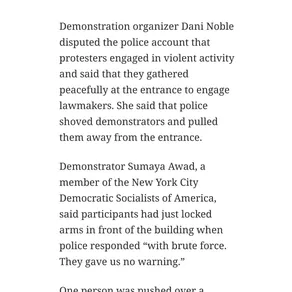 Demonstration organizer Dani Noble
disputed the police account that
protesters engaged in violent activity
and said that they gathered
peacefully at the entrance to engage
lawmakers. She said that police
shoved demonstrators and pulled
them away from the entrance.
Demonstrator Sumaya Awad, a
member of the New York City
Democratic Socialists of America,
said participants had just locked
arms in front of the building when
police responded “with brute force.
They gave us no warning.”
One person was pushed over a